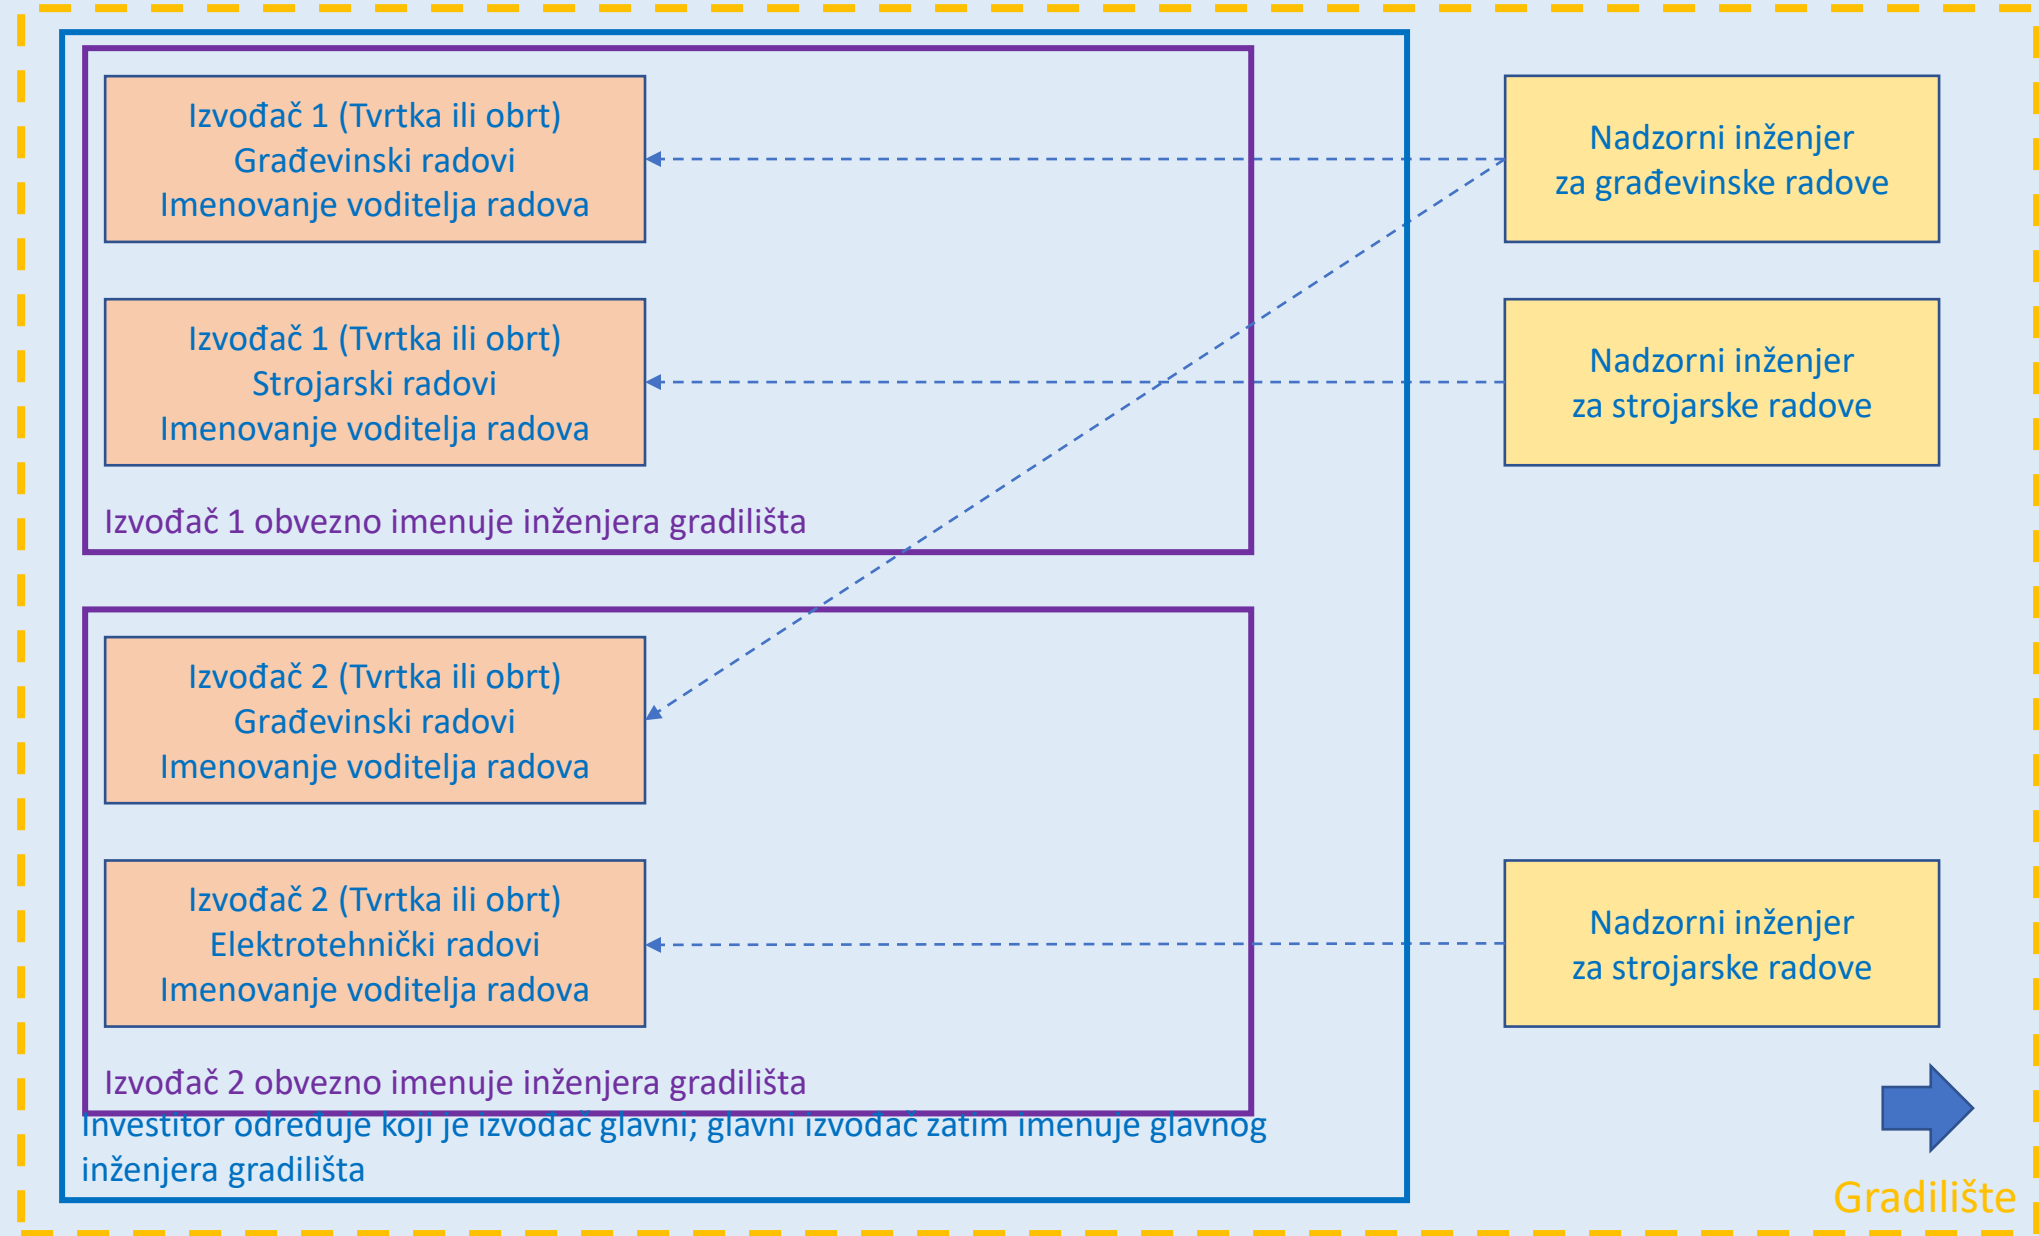 Izvođač 1 (Tvrtka ili obrt)
Građevinski radovi
Imenovanje voditelja radova
Nadzorni inženjer
za građevinske radove
Izvođač 1 (Tvrtka ili obrt)
Strojarski radovi
Imenovanje voditelja radova
Nadzorni inženjer
za strojarske radove
Izvođač 1 obvezno imenuje inženjera gradilišta
Izvođač 2 (Tvrtka ili obrt)
Građevinski radovi
Imenovanje voditelja radova
Izvođač 2 (Tvrtka ili obrt)
Elektrotehnički radovi
Imenovanje voditelja radova
Nadzorni inženjer
za strojarske radove
Izvođač 2 obvezno imenuje inženjera gradilišta
Investitor određuje koji je izvođač glavni; glavni izvođač zatim imenuje glavnog
inženjera gradilišta
Gradilište